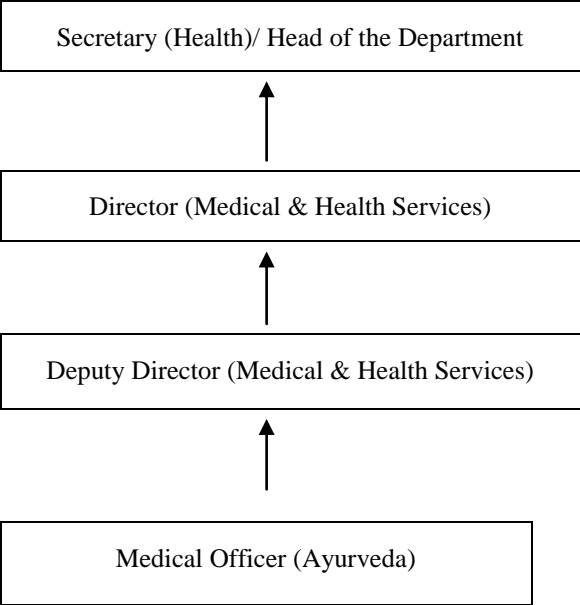 Secretary (Health)/ Head of the Department
Director (Medical & Health Services)
Deputy Director (Medical & Health Services)
Medical Officer (Ayurveda)